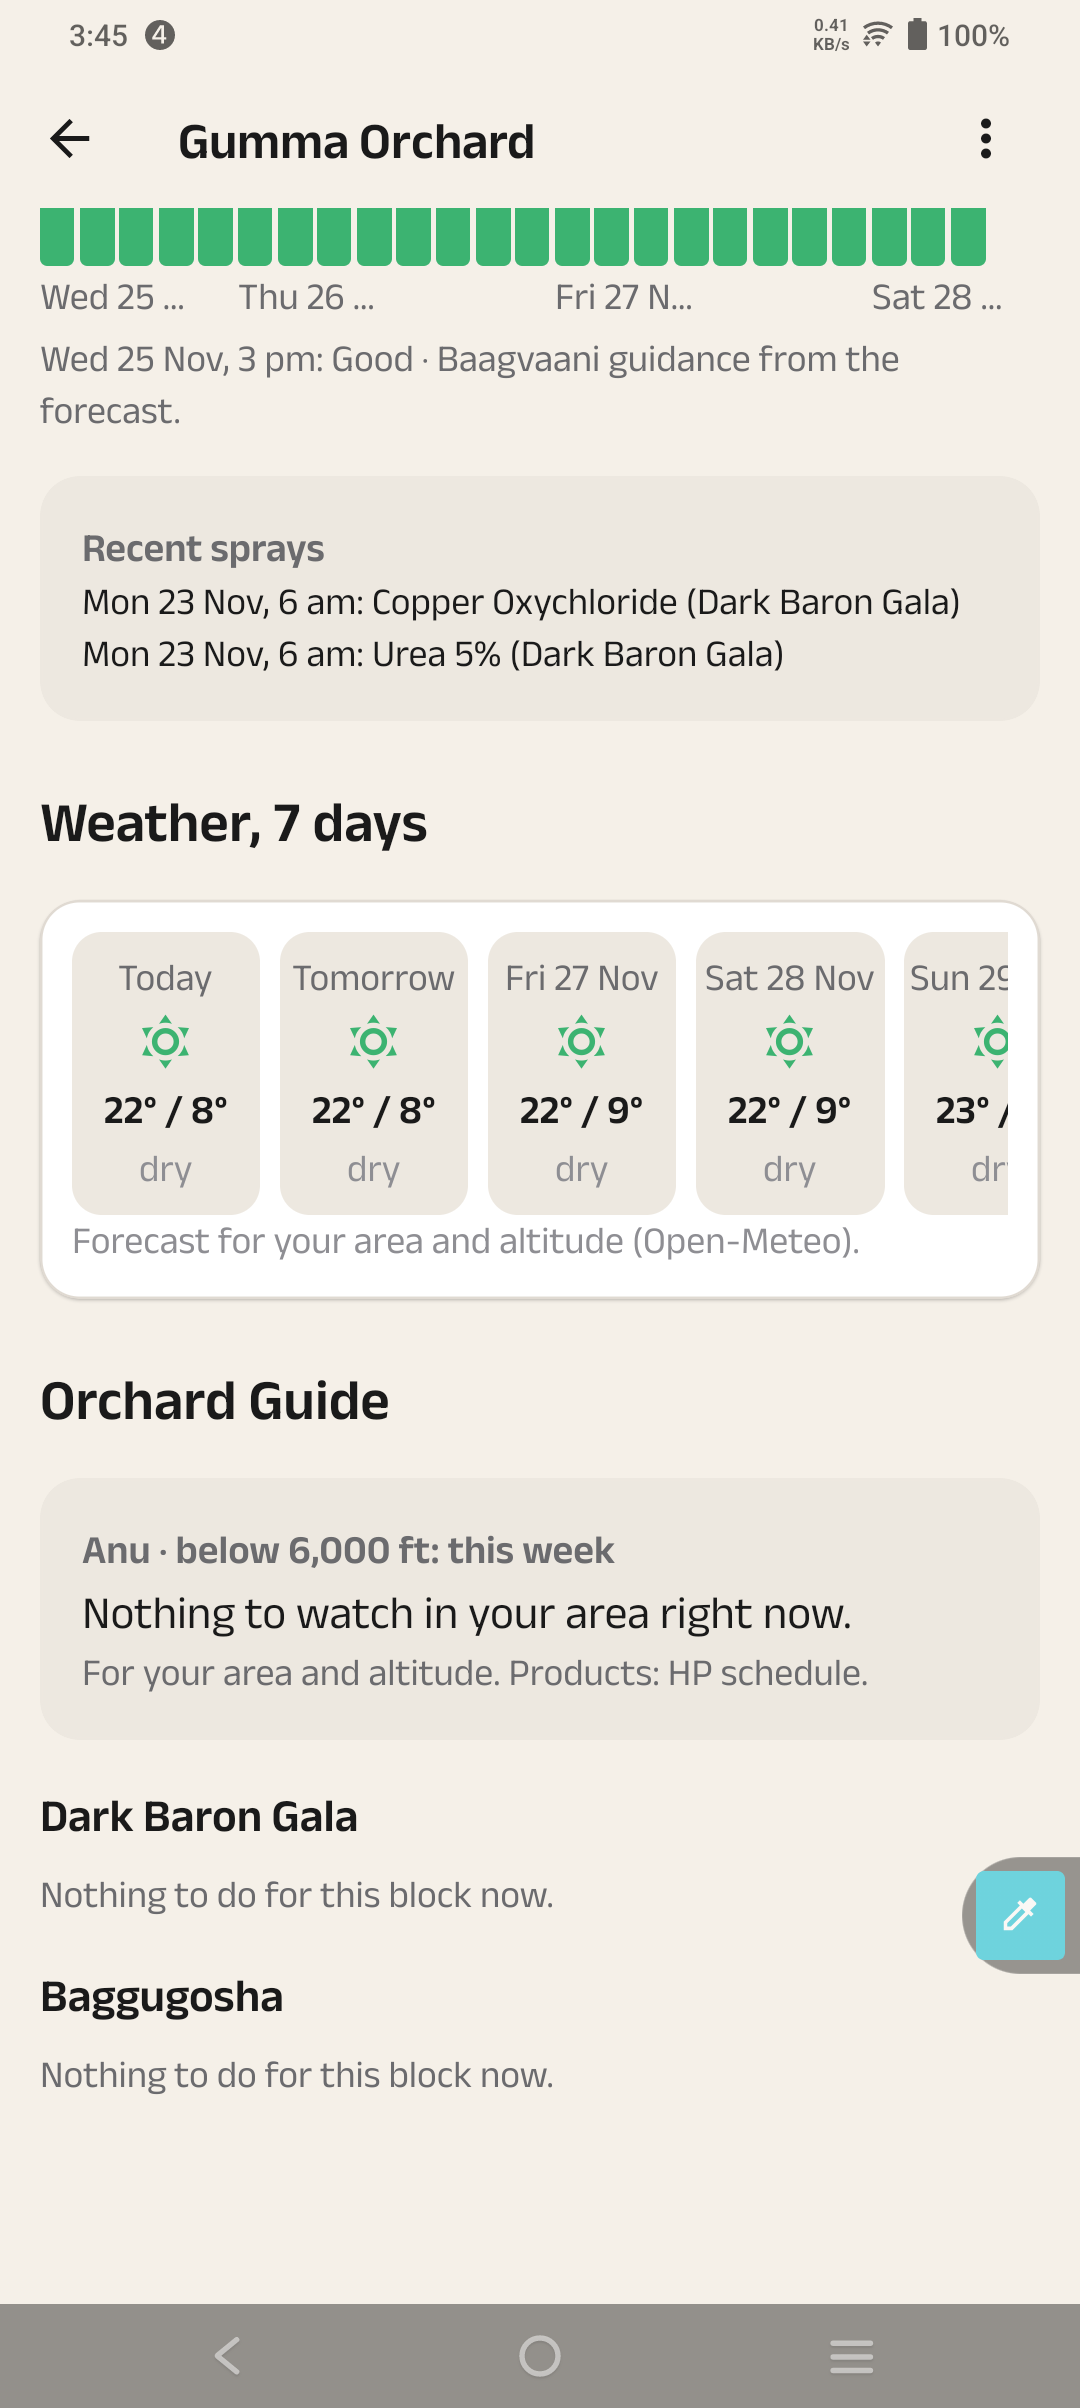 3:45 4 0.41 KB/s 100%
Gumma Orchard
Wed 25 ... Thu 26 ... Fri 27 N... Sat 28 ...
Wed 25 Nov, 3 pm: Good · Baagvaani guidance from the
forecast.
Recent sprays
Mon 23 Nov, 6 am: Copper Oxychloride (Dark Baron Gala)
Mon 23 Nov, 6 am: Urea 5% (Dark Baron Gala)
Weather, 7 days
Today Tomorrow Fri 27 Nov Sat 28 Nov Sun 29
22° / 8° 22° / 8° 22° / 9° 22° / 9° 23° /
dry dry dry dry dr
Forecast for your area and altitude (Open-Meteo).
Orchard Guide
Anu · below 6,000 ft: this week
Nothing to watch in your area right now.
For your area and altitude. Products: HP schedule.
Dark Baron Gala
Nothing to do for this block now.
Baggugosha
Nothing to do for this block now.